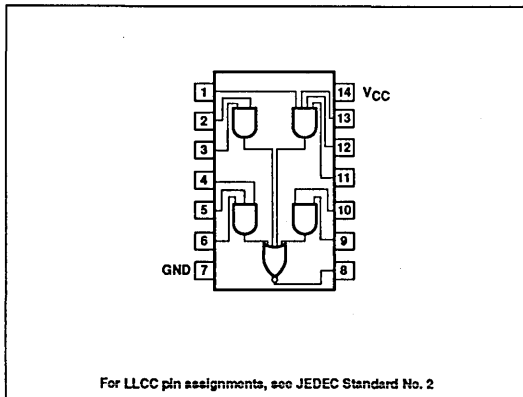 1 14 VCC
2 13
3 12
4 11
5 10
6 9
GND 7 8
For LLCC pin assignments, see JEDEC Standard No. 2